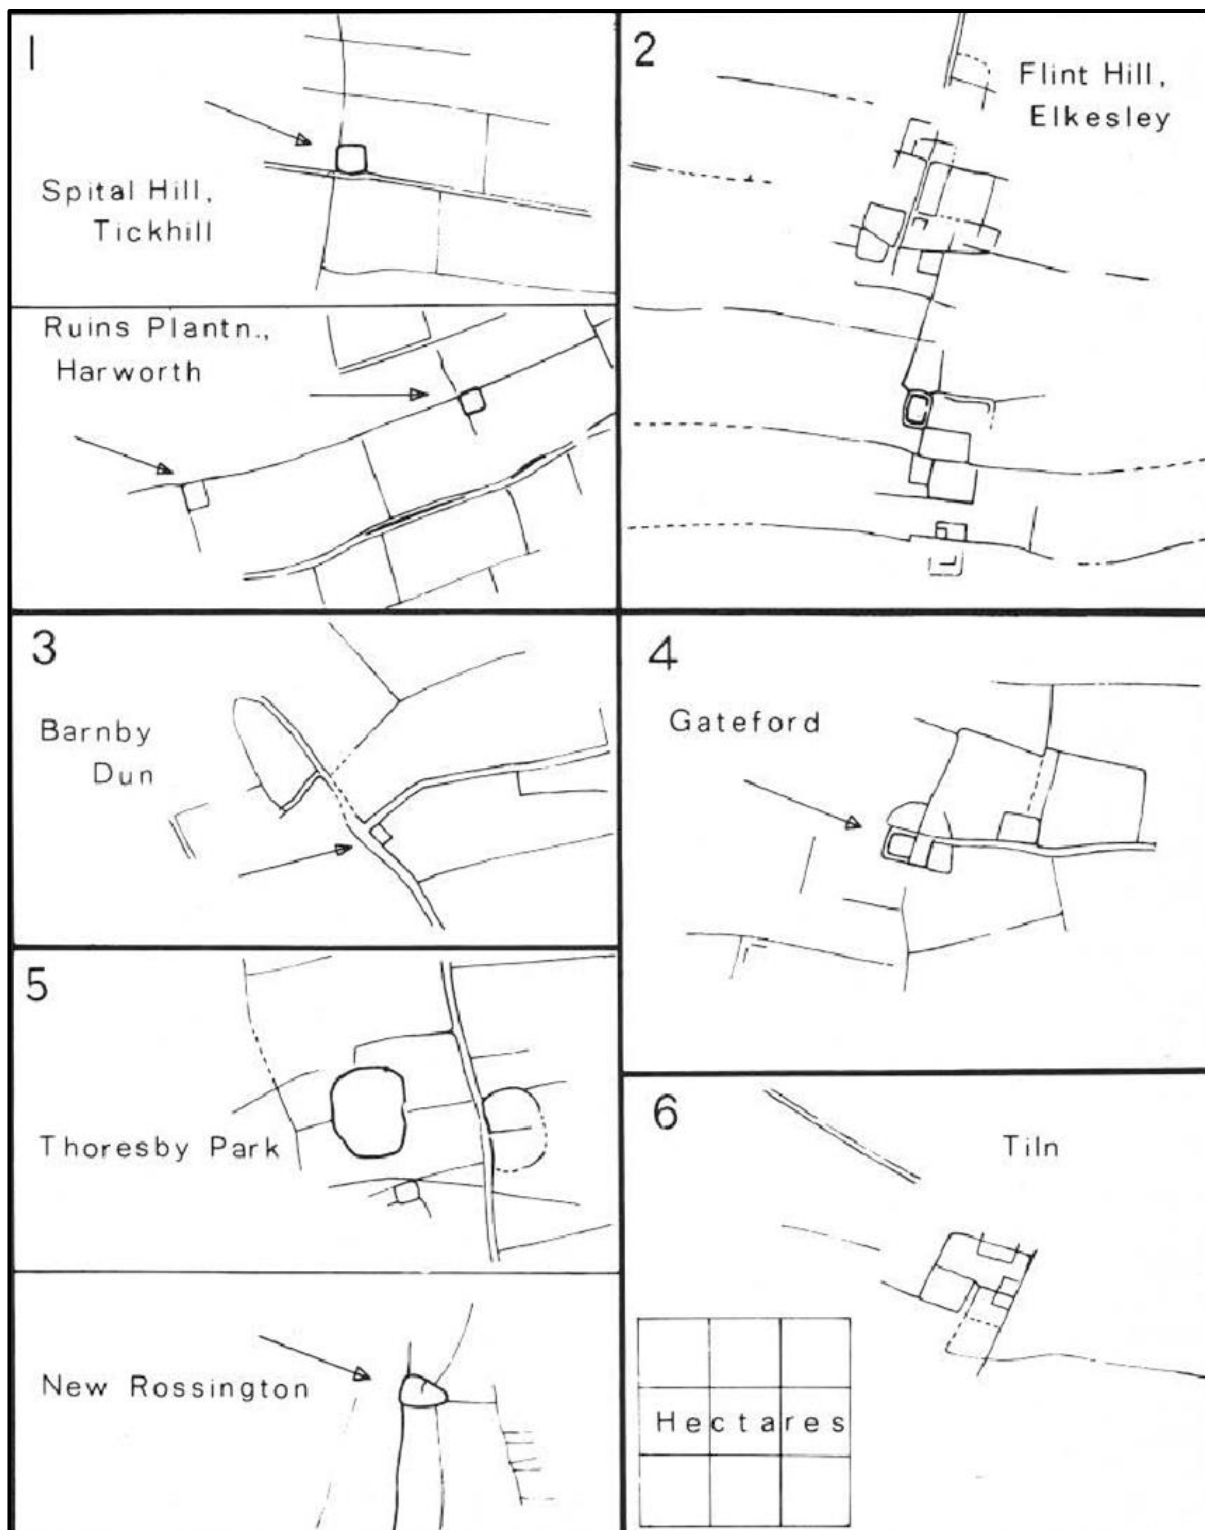 1
Spital Hill,
Tickhill
Ruins Plantn.,
Harworth
2
Flint Hill,
Elkesley
3
Barnby
Dun
4
Gateford
5
Thoresby Park
New Rossington
6
Tiln
Hectares